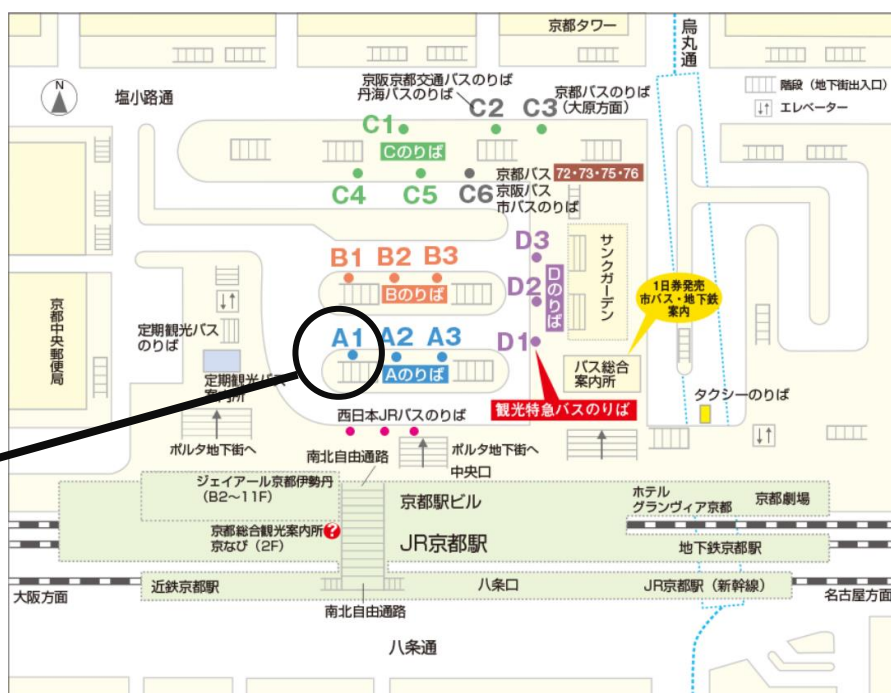 京都タワー
烏丸通
N
塩小路通
京阪京都交通バスのりば
丹海バスのりば
京都バスのりば
(大原方面)
階段(地下街出入口)
エレベーター
C1
C2
C3
Cのりば
C4
C5
C6
京都バス 72・73・75・76
京阪バス
市バスのりば
B1
B2
B3
Bのりば
D3
D2
Dのりば
D1
サンクガーデン
1日券発売
市バス・地下鉄
案内
京都中央郵便局
定期観光バス
のりば
定期観光バス
案内所
A1
A2
A3
Aのりば
バス総合
案内所
観光特急バスのりば
タクシーのりば
西日本JRバスのりば
ポルタ地下街へ
南北自由通路
ポルタ地下街へ
中央口
ジェイアール京都伊勢丹
(B2〜11F)
京都駅ビル
ホテル
グランヴィア京都
京都劇場
京都総合観光案内所
京なび(2F)
?
JR京都駅
地下鉄京都駅
大阪方面
近鉄京都駅
八条口
JR京都駅(新幹線)
名古屋方面
南北自由通路
八条通